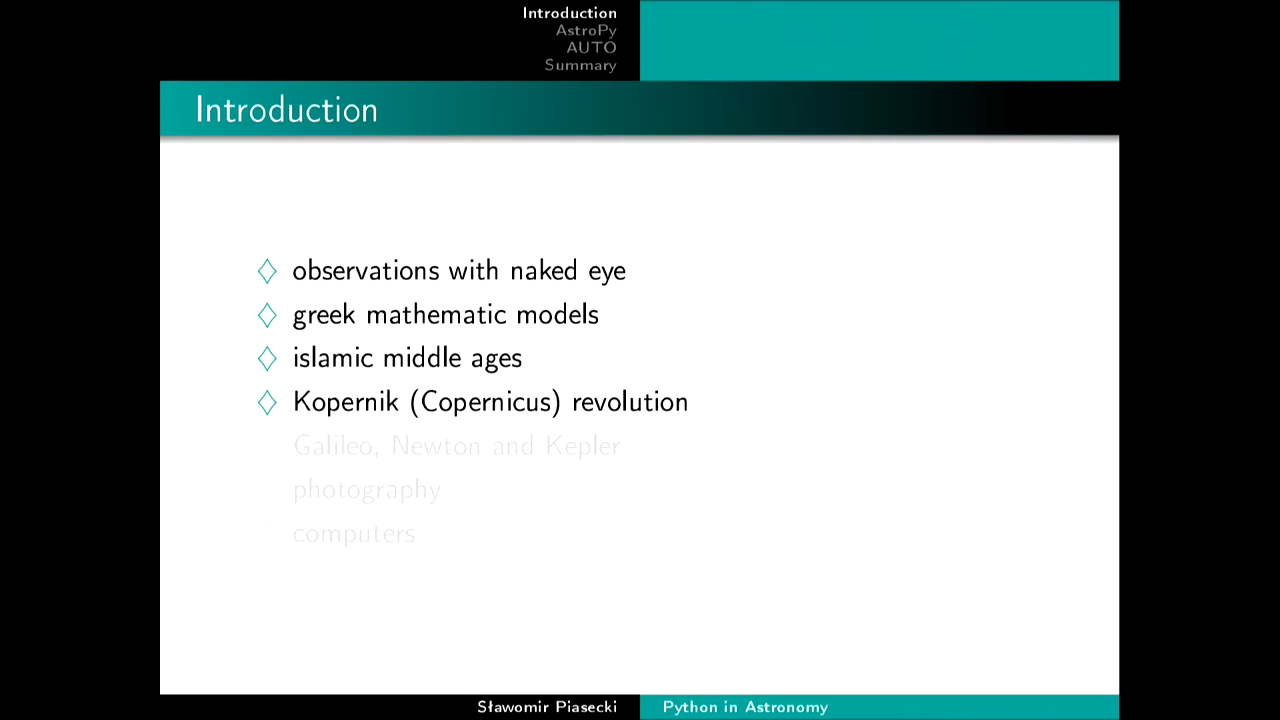 Introduction
AstroPy
AUTO
Summary
Introduction
observations with naked eye
greek mathematic models
islamic middle ages
Kopernik (Copernicus) revolution
Galileo, Newton and Kepler
photography
computers
Sławomir Piasecki
Python in Astronomy